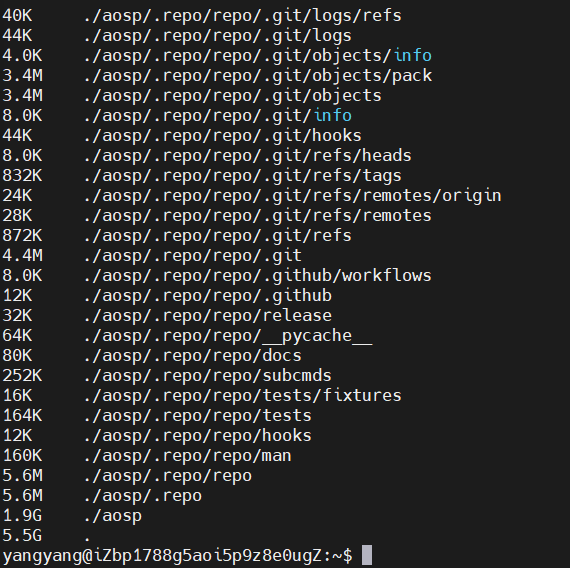 40K     ./aosp/.repo/repo/.git/logs/refs
44K     ./aosp/.repo/repo/.git/logs
4.0K    ./aosp/.repo/repo/.git/objects/info
3.4M    ./aosp/.repo/repo/.git/objects/pack
3.4M    ./aosp/.repo/repo/.git/objects
8.0K    ./aosp/.repo/repo/.git/info
44K     ./aosp/.repo/repo/.git/hooks
8.0K    ./aosp/.repo/repo/.git/refs/heads
832K    ./aosp/.repo/repo/.git/refs/tags
24K     ./aosp/.repo/repo/.git/refs/remotes/origin
28K     ./aosp/.repo/repo/.git/refs/remotes
872K    ./aosp/.repo/repo/.git/refs
4.4M    ./aosp/.repo/repo/.git
8.0K    ./aosp/.repo/repo/.github/workflows
12K     ./aosp/.repo/repo/.github
32K     ./aosp/.repo/repo/release
64K     ./aosp/.repo/repo/__pycache__
80K     ./aosp/.repo/repo/docs
252K    ./aosp/.repo/repo/subcmds
16K     ./aosp/.repo/repo/tests/fixtures
164K    ./aosp/.repo/repo/tests
12K     ./aosp/.repo/repo/hooks
160K    ./aosp/.repo/repo/man
5.6M    ./aosp/.repo/repo
5.6M    ./aosp/.repo
1.9G    ./aosp
5.5G    .
yangyang@iZbp1788g5aoi5p9z8e0ugZ:~$